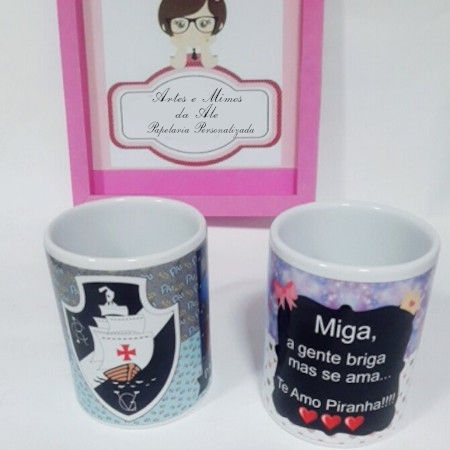 Artes e Mimos
da Ale
Papelaria Personalizada
Miga,
a gente briga
mas se ama...
Te Amo Piranha!!!!